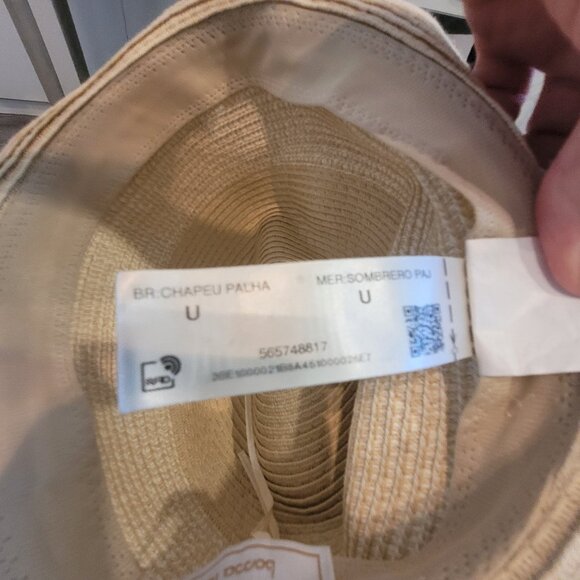 BR:CHAPEU PALHA
U
MER:SOMBRERO PAJ
U
565748817
RFID